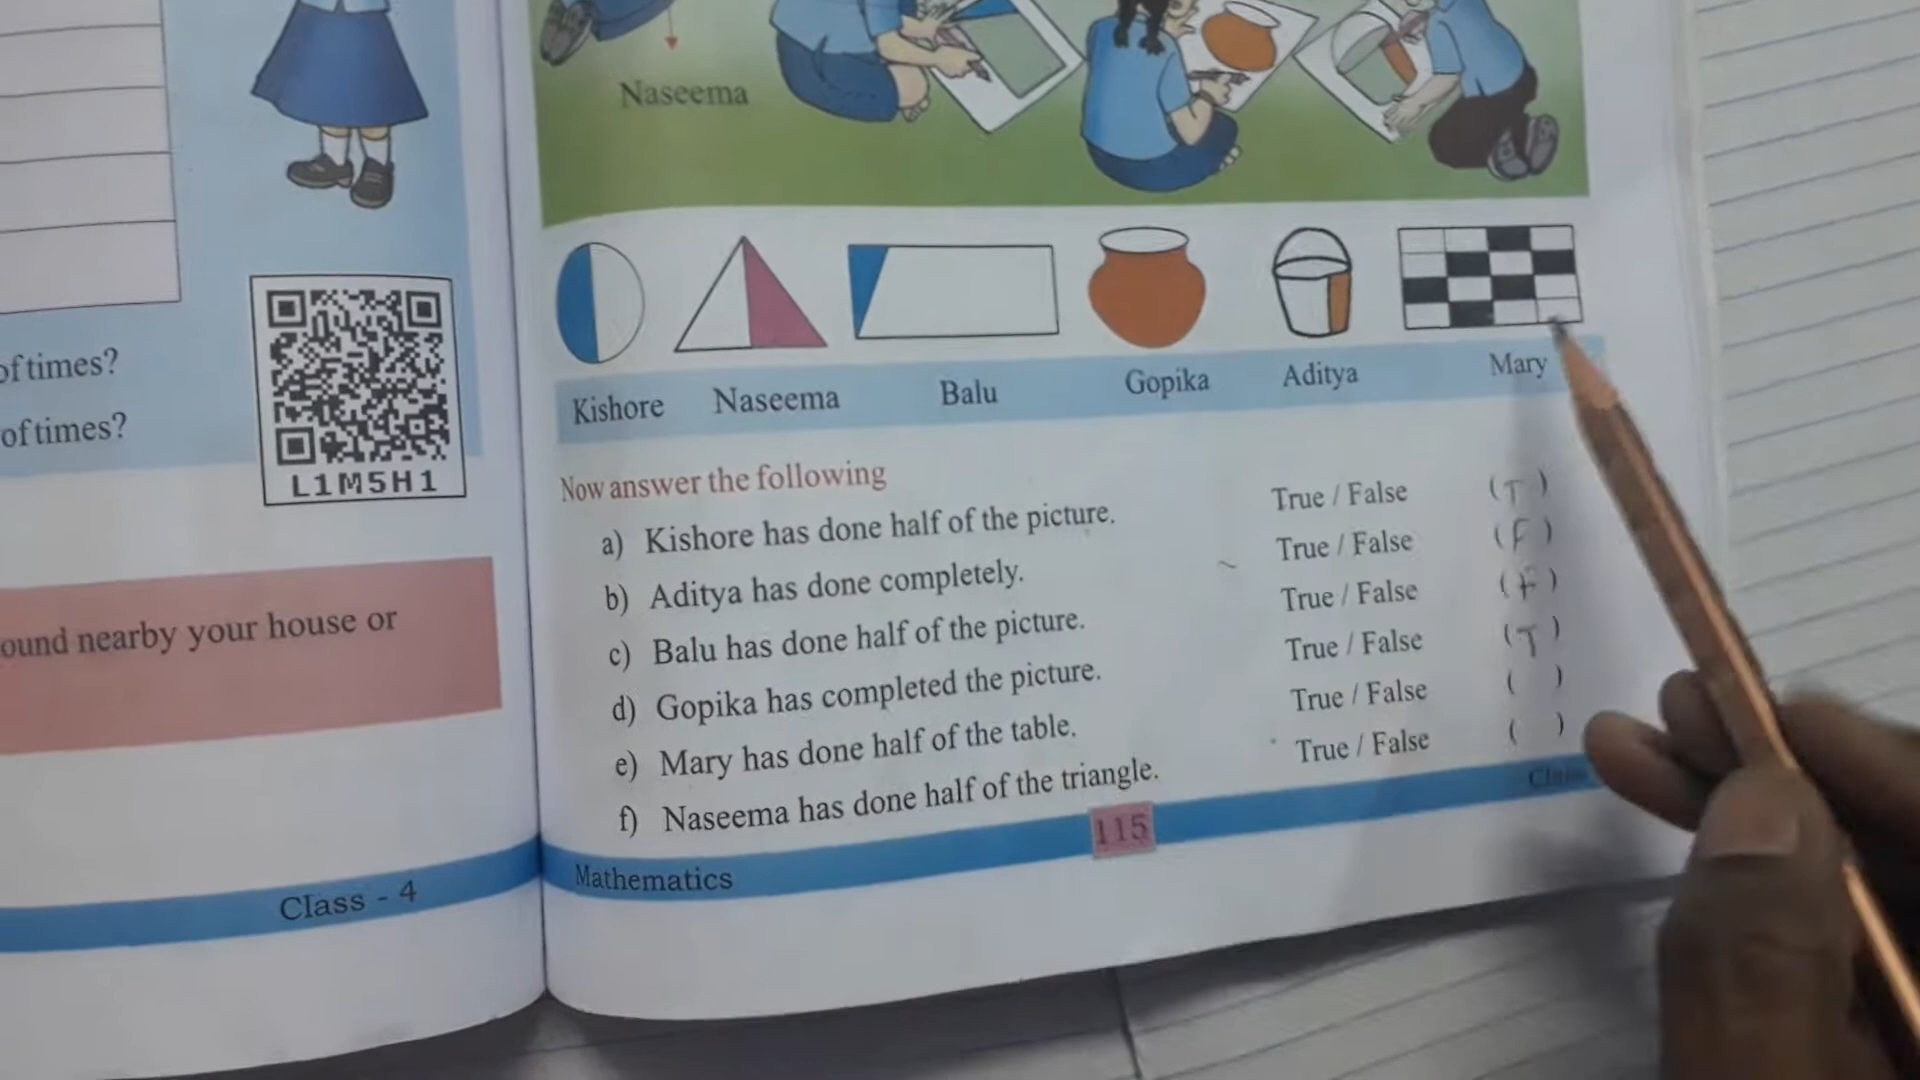 of times?
of times?
L1M5H1
ound nearby your house or
Class - 4
Naseema
Kishore Naseema Balu Gopika Aditya Mary
Now answer the following
a) Kishore has done half of the picture. True / False (T)
b) Aditya has done completely. True / False (F)
c) Balu has done half of the picture. True / False (F)
d) Gopika has completed the picture. True / False (T)
e) Mary has done half of the table. True / False ( )
f) Naseema has done half of the triangle. True / False ( )
Mathematics 115 Class